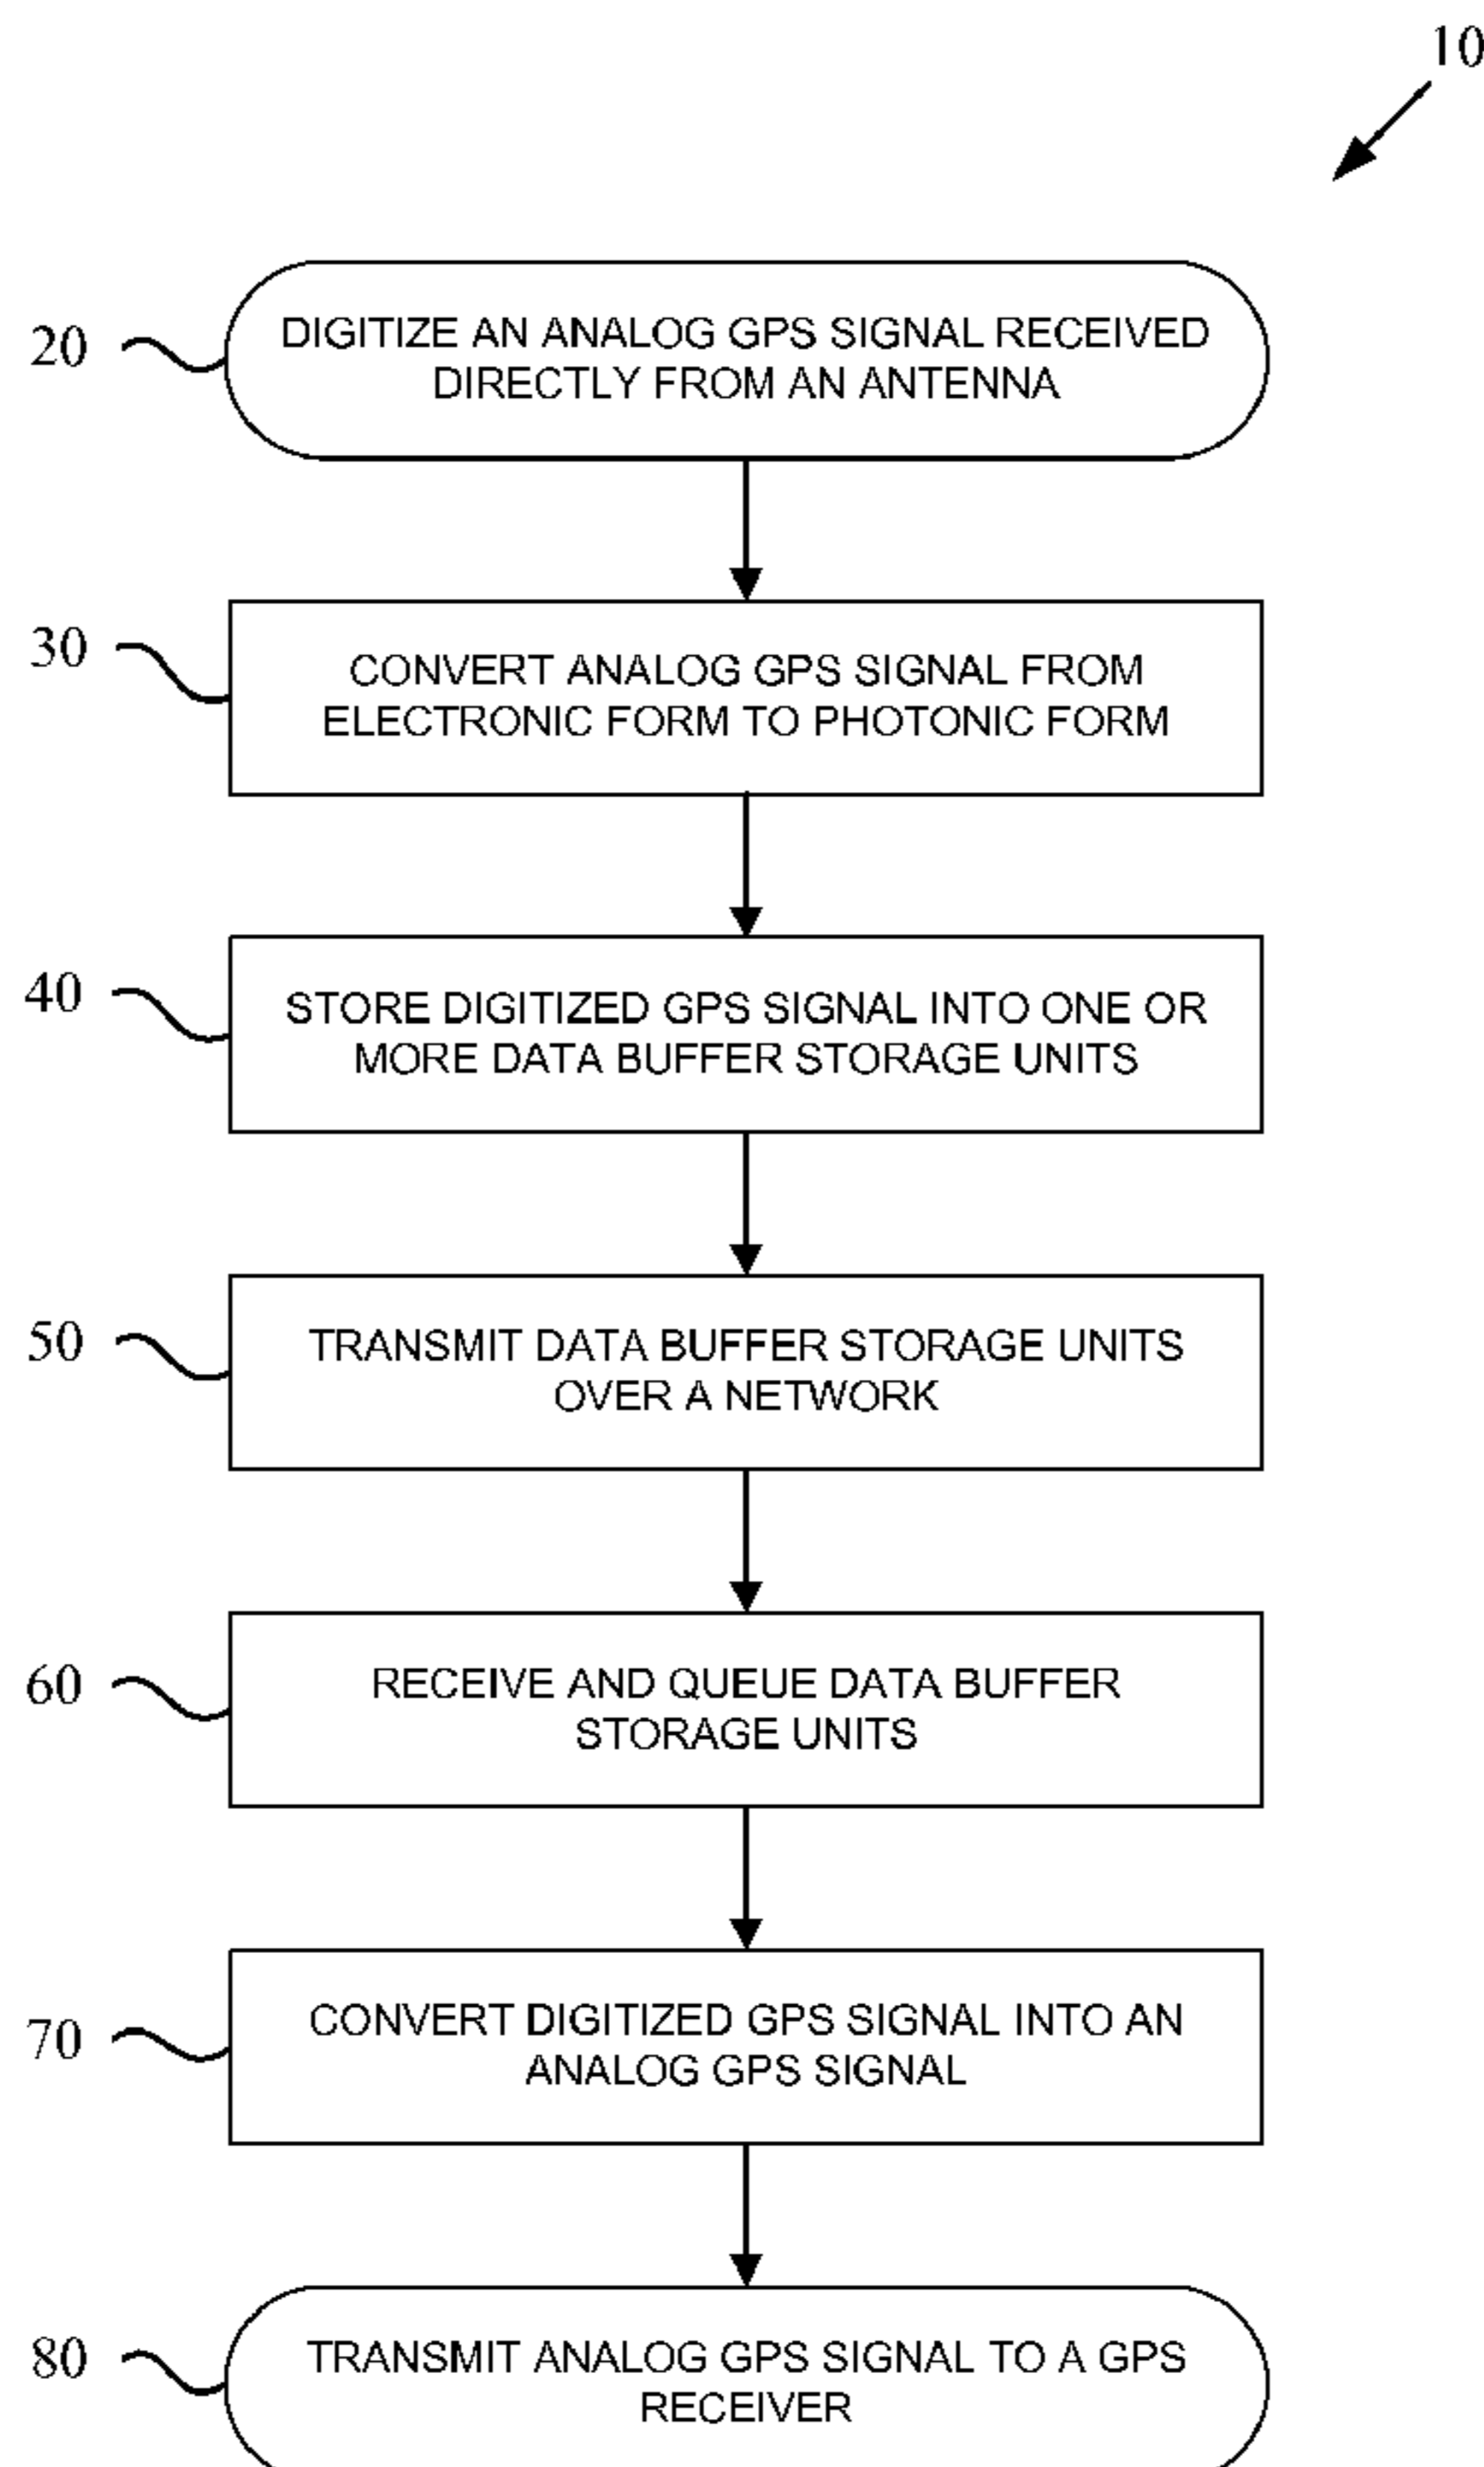 10
20
DIGITIZE AN ANALOG GPS SIGNAL RECEIVED
DIRECTLY FROM AN ANTENNA
30
CONVERT ANALOG GPS SIGNAL FROM
ELECTRONIC FORM TO PHOTONIC FORM
40
STORE DIGITIZED GPS SIGNAL INTO ONE OR
MORE DATA BUFFER STORAGE UNITS
50
TRANSMIT DATA BUFFER STORAGE UNITS
OVER A NETWORK
60
RECEIVE AND QUEUE DATA BUFFER
STORAGE UNITS
70
CONVERT DIGITIZED GPS SIGNAL INTO AN
ANALOG GPS SIGNAL
80
TRANSMIT ANALOG GPS SIGNAL TO A GPS
RECEIVER